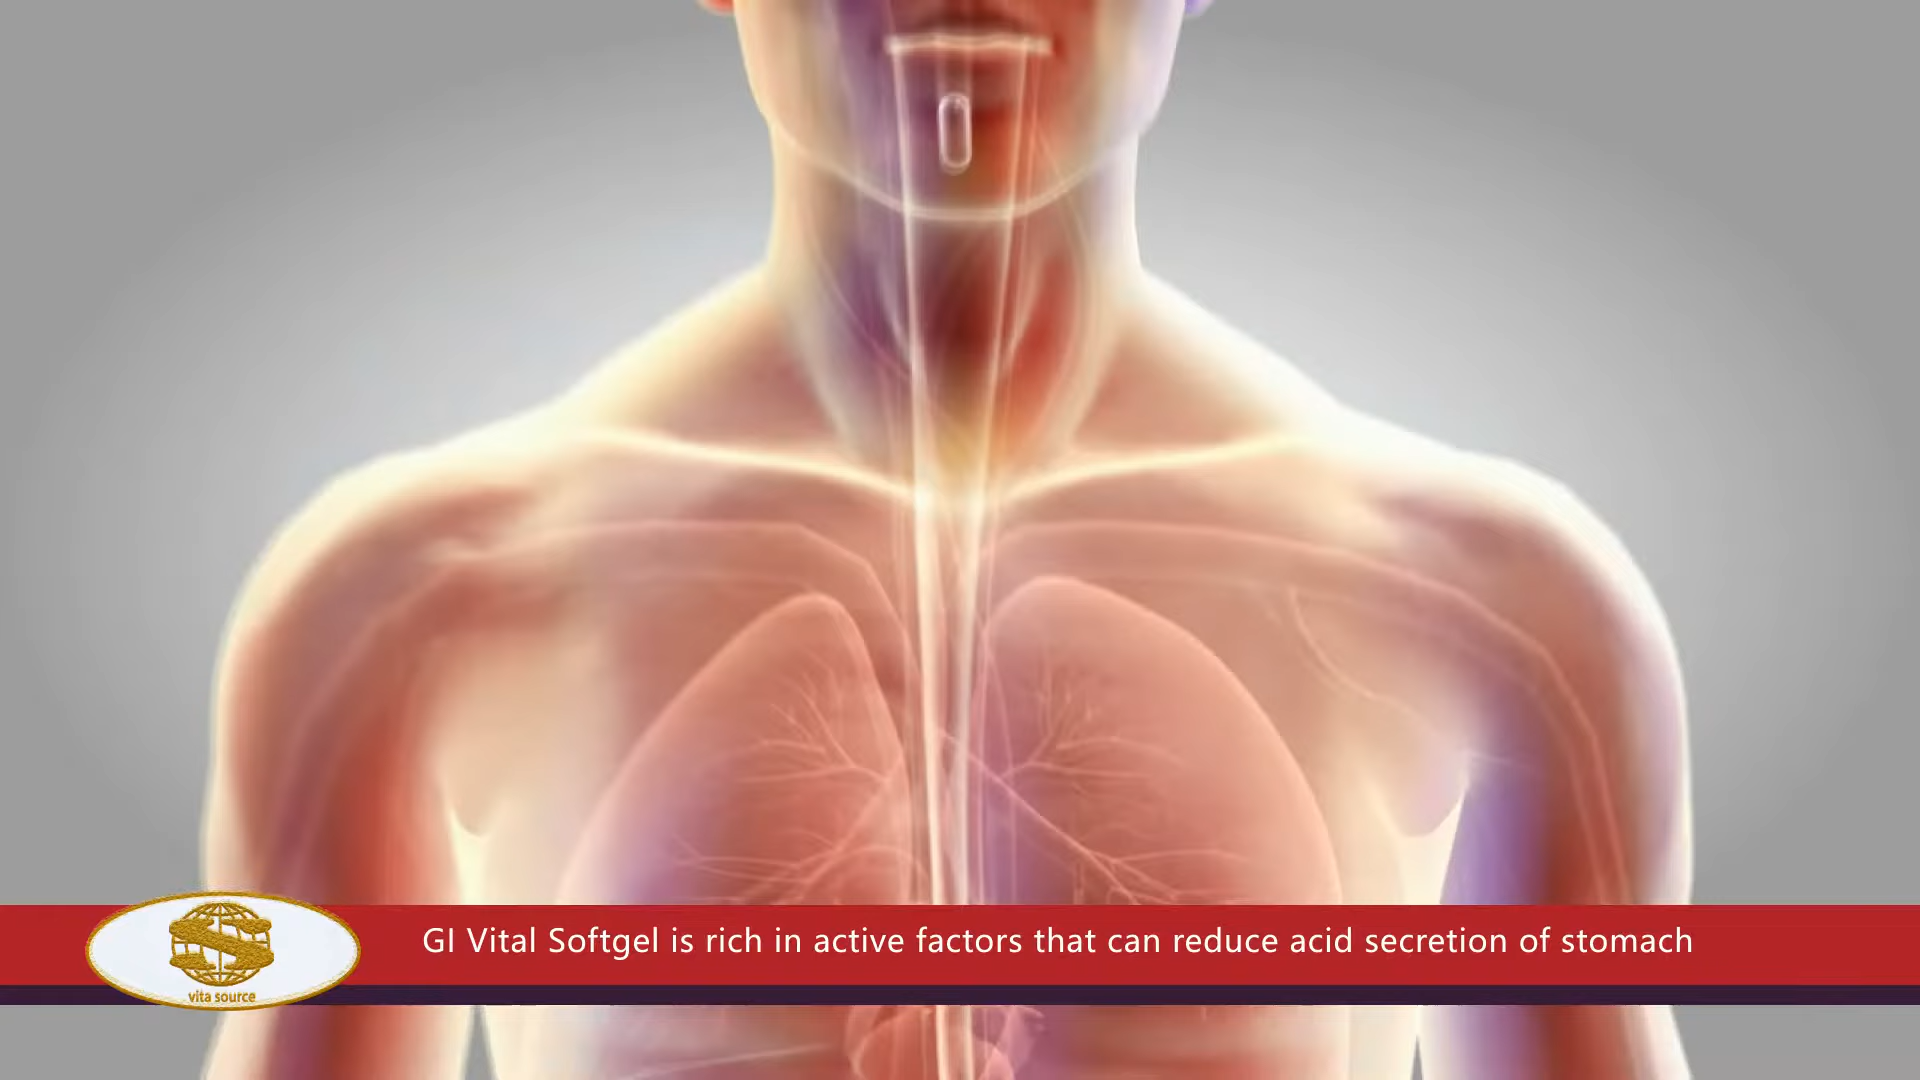 GI Vital Softgel is rich in active factors that can reduce acid secretion of stomach
vita source